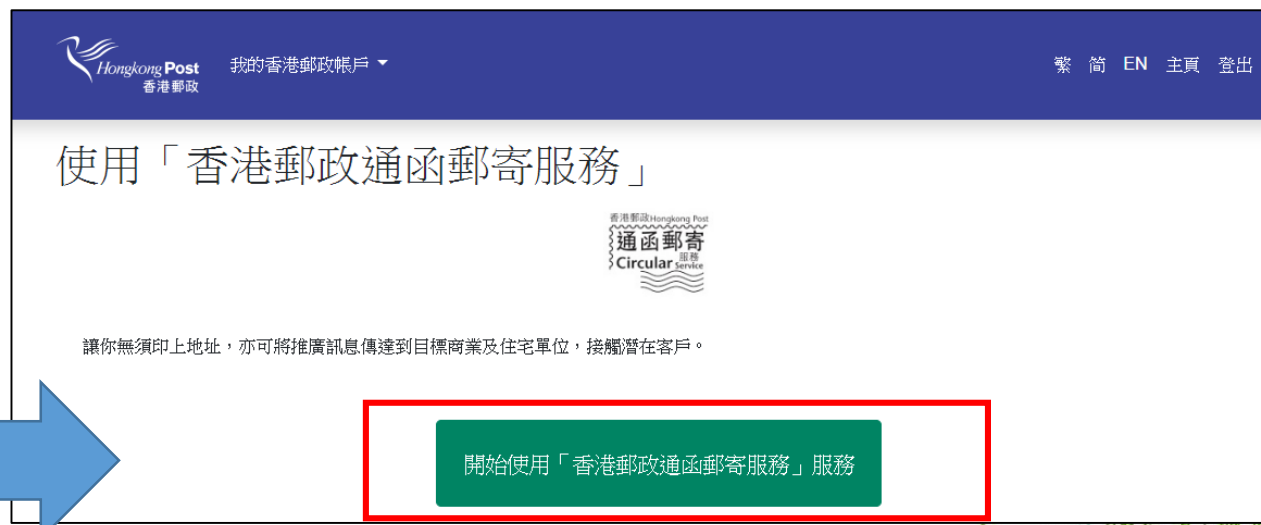 Hongkong Post
香港郵政
我的香港郵政帳戶
繁 简 EN 主頁 登出
使用「香港郵政通函郵寄服務」
香港郵政Hongkong Post
通函郵寄
服務
Circular Service
讓你無須印上地址，亦可將推廣訊息傳達到目標商業及住宅單位，接觸潛在客戶。
開始使用「香港郵政通函郵寄服務」服務